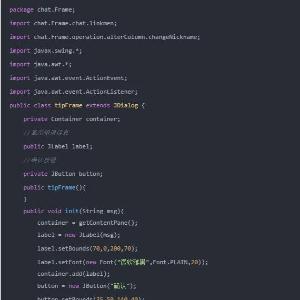 package chat.Frame;
import chat.Frame.chat.linkmen;
import chat.Frame.operation.alterColumn.changeNickname;
import javax.swing.*;
import java.awt.*;
import java.awt.event.ActionEvent;
import java.awt.event.ActionListener;
public class tipFrame extends JDialog {
private Container container;
//显示错误信息
public JLabel label;
//确认按钮
private JButton button;
public tipFrame(){
}
public void init(String msg){
container = getContentPane();
label = new JLabel(msg);
label.setBounds(70,0,200,70);
label.setFont(new Font("微软雅黑",Font.PLAIN,20));
container.add(label);
button = new JButton("确认");